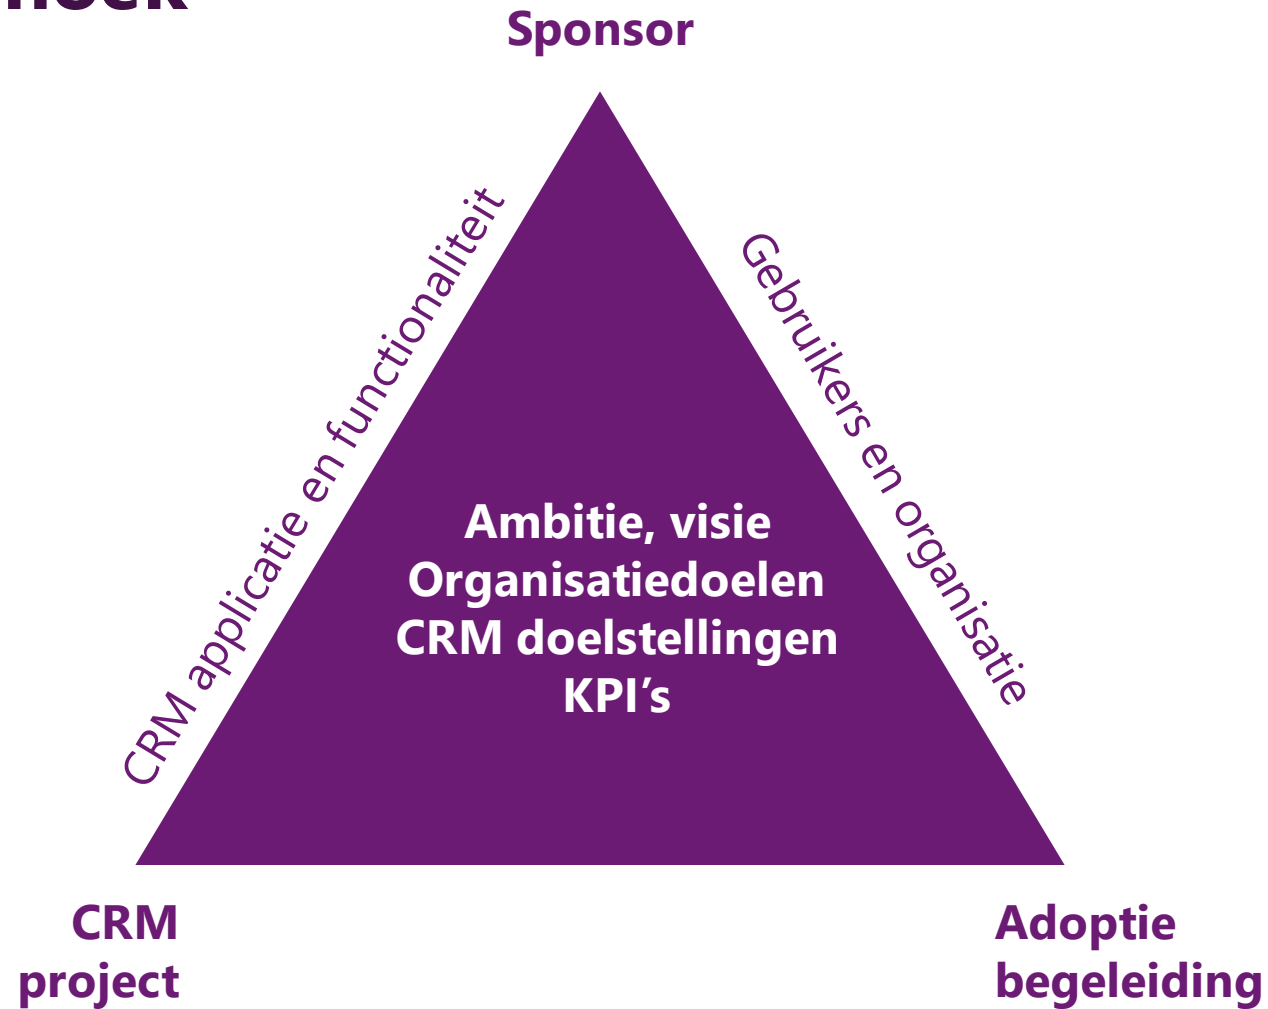 Sponsor
CRM applicatie en functionaliteit
Gebruikers en organisatie
Ambitie, visie
Organisatiedoelen
CRM doelstellingen
KPI’s
CRM
project
Adoptie
begeleiding